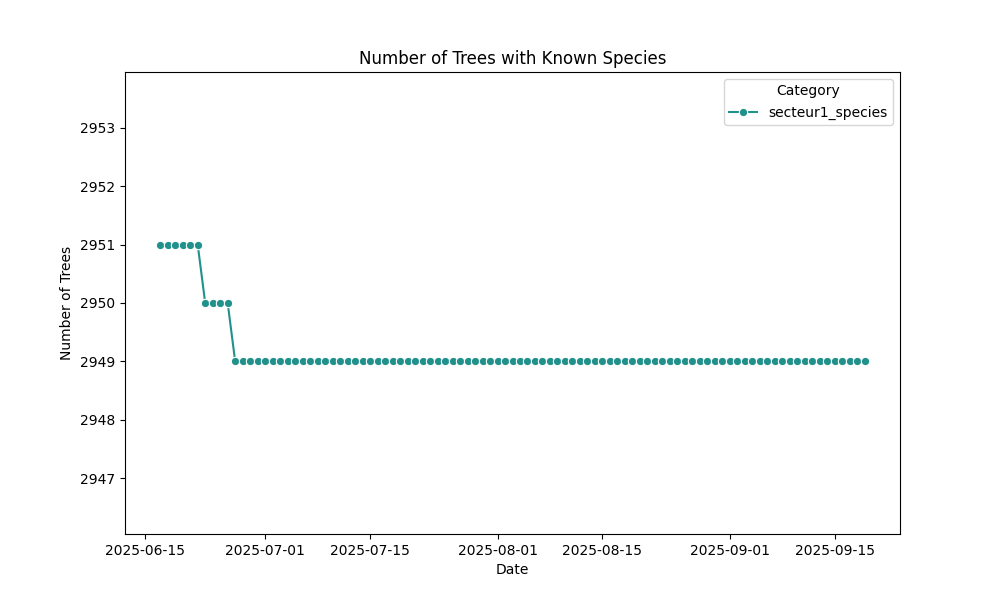 Number of Trees with Known Species
Category
secteur1_species
2953
2952
2951
2950
2949
2948
2947
Number of Trees
2025-06-15
2025-07-01
2025-07-15
2025-08-01
2025-08-15
2025-09-01
2025-09-15
Date